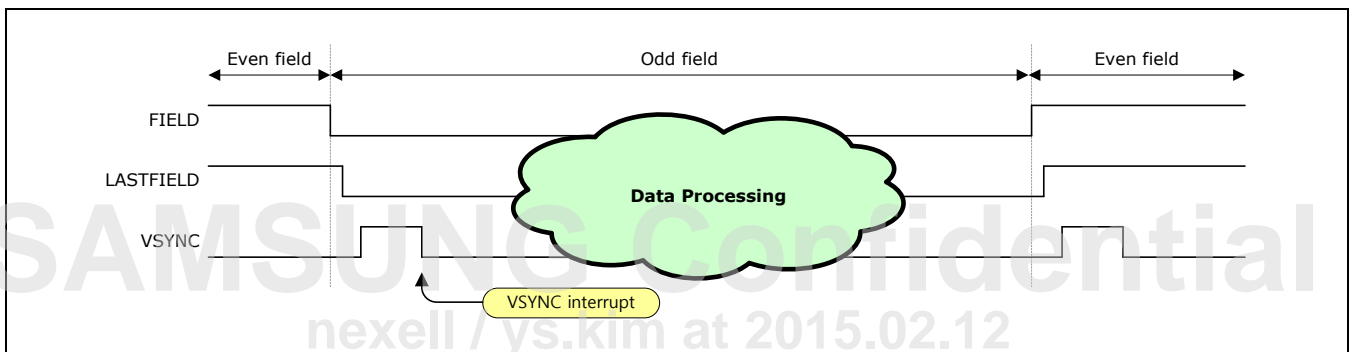 Even field Odd field Even field
FIELD
LASTFIELD
Data Processing
VSYNC
SAMSUNG Confidential
VSYNC interrupt
nexell / ys.kim at 2015.02.12